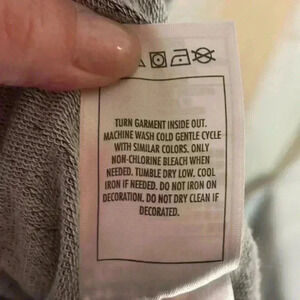 TURN GARMENT INSIDE OUT.
MACHINE WASH COLD GENTLE CYCLE
WITH SIMILAR COLORS. ONLY
NON-CHLORINE BLEACH WHEN
NEEDED. TUMBLE DRY LOW. COOL
IRON IF NEEDED. DO NOT IRON ON
DECORATION. DO NOT DRY CLEAN IF
DECORATED.